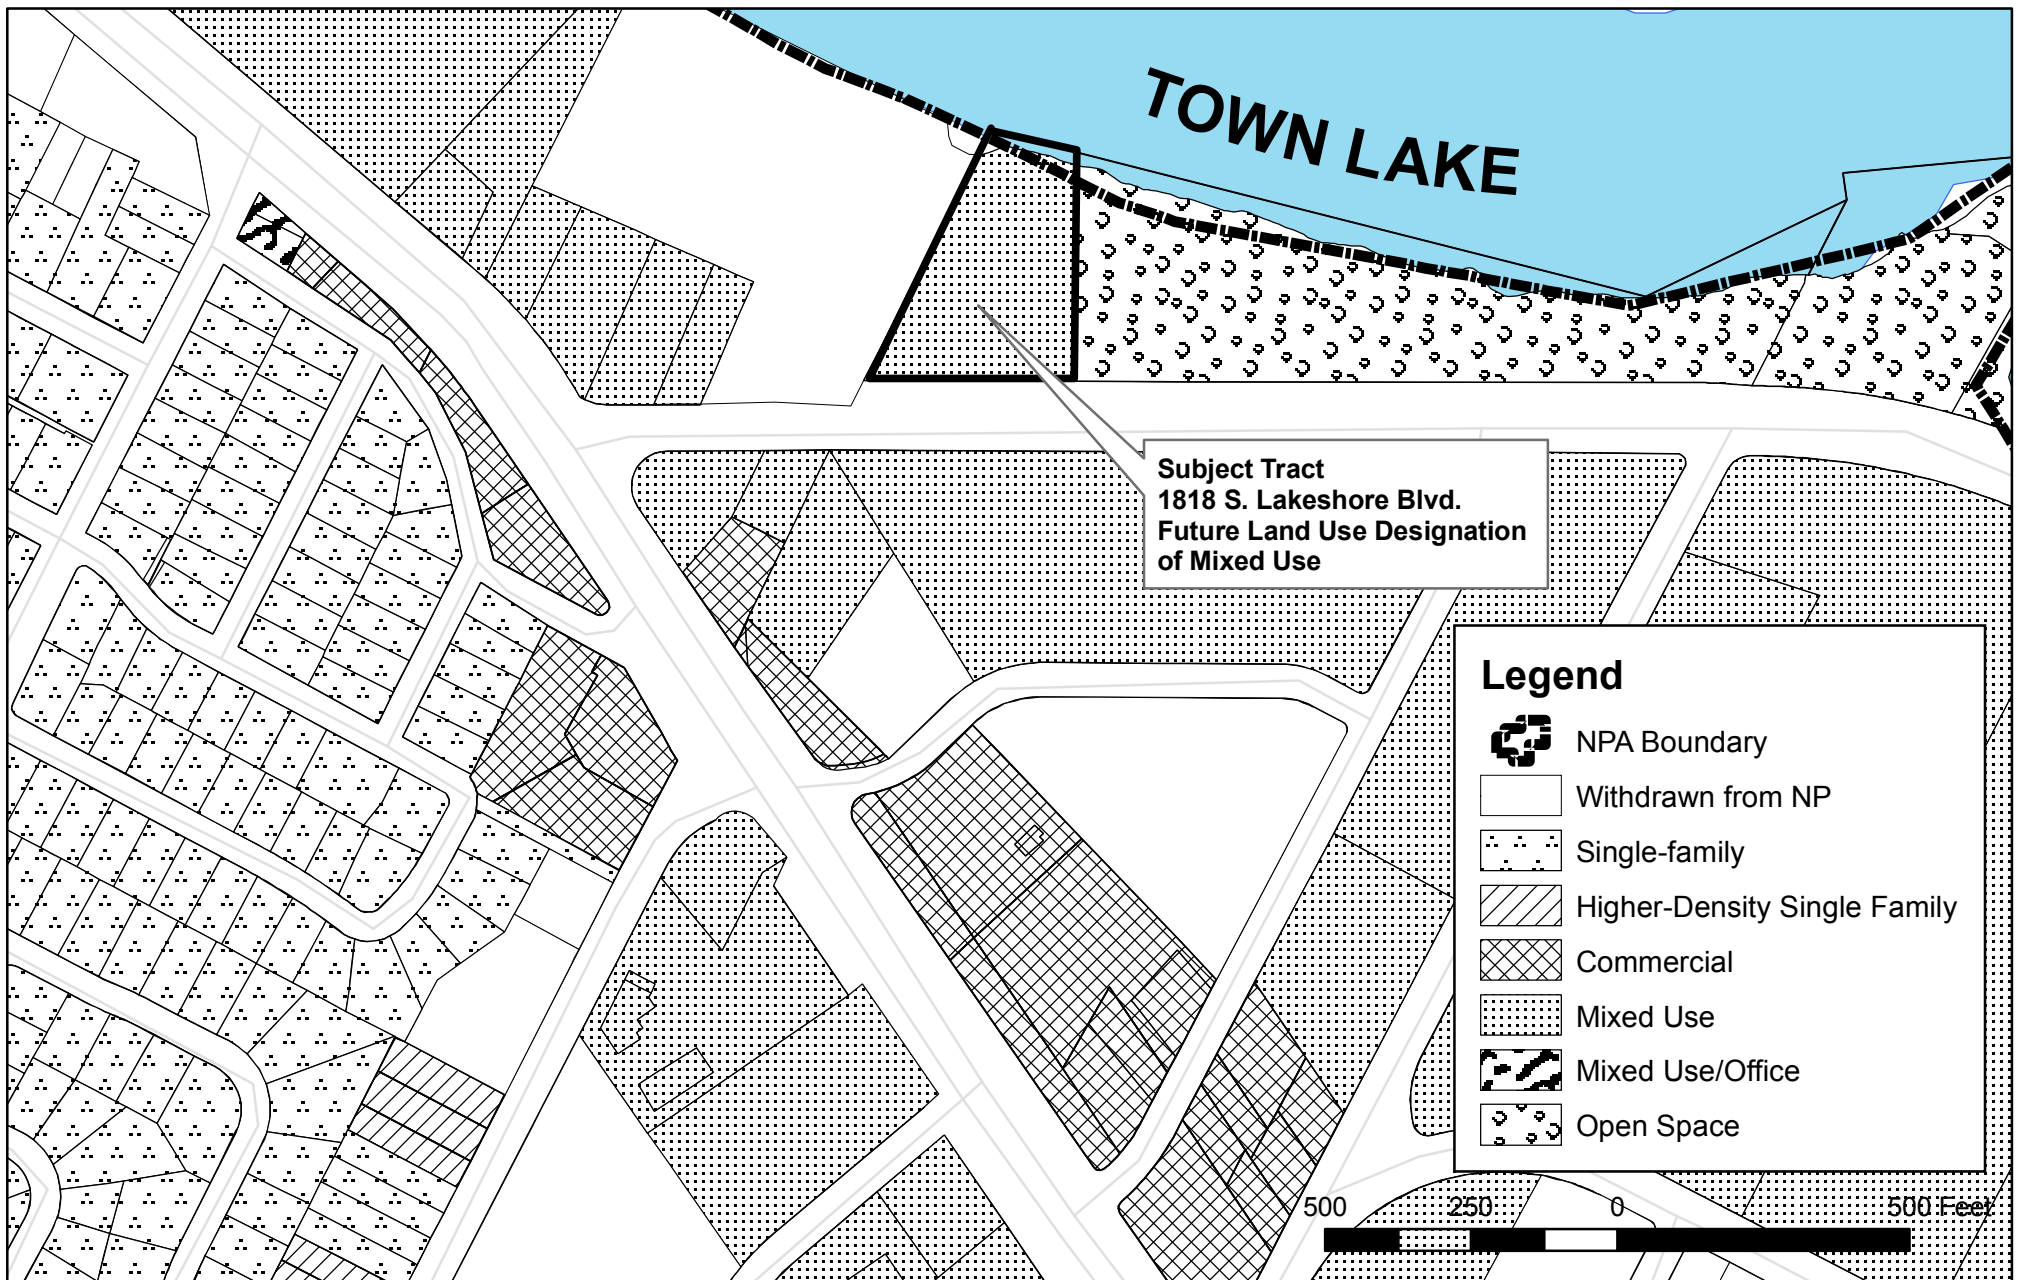 TOWN LAKE
Subject Tract
1818 S. Lakeshore Blvd.
Future Land Use Designation
of Mixed Use
Legend
NPA Boundary
Withdrawn from NP
Single-family
Higher-Density Single Family
Commercial
Mixed Use
Mixed Use/Office
Open Space
500 250 0 500 Feet